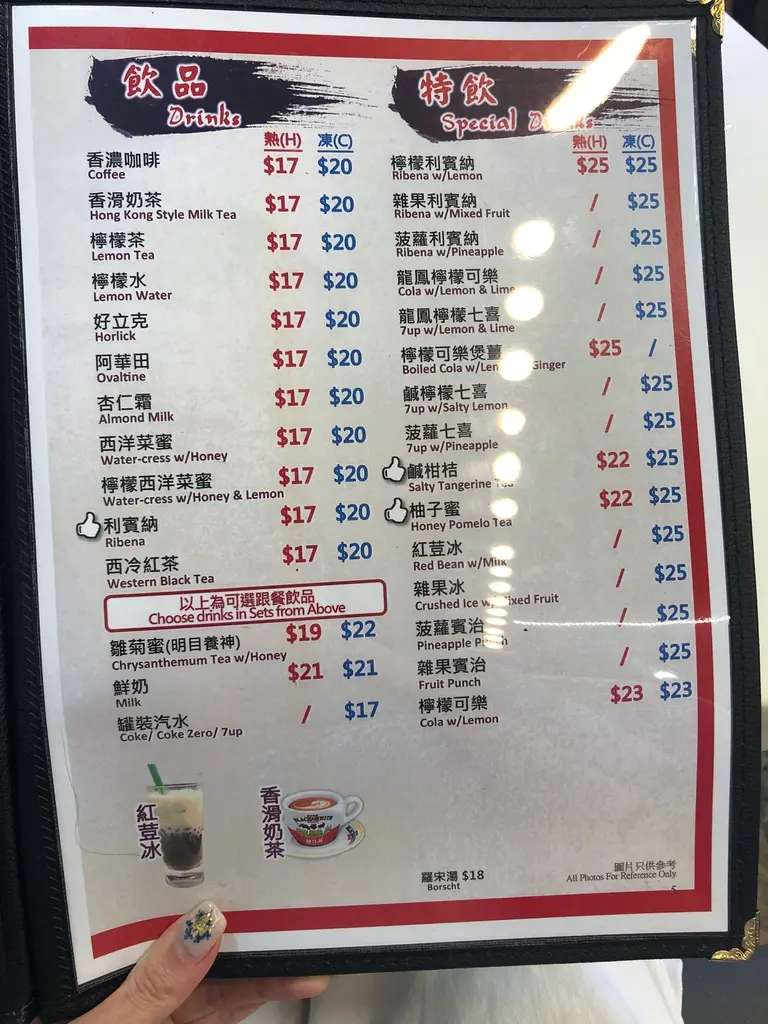 飲品
Drinks
熱(H) 凍(C)
香濃咖啡 $17 $20
Coffee
香滑奶茶 $17 $20
Hong Kong Style Milk Tea
檸檬茶 $17 $20
Lemon Tea
檸檬水 $17 $20
Lemon Water
好立克 $17 $20
Horlick
阿華田 $17 $20
Ovaltine
杏仁霜 $17 $20
Almond Milk
西洋菜蜜 $17 $20
Water-cress w/Honey
檸檬西洋菜蜜 $17 $20
Water-cress w/Honey & Lemon
利賓納 $17 $20
Ribena
西冷紅茶 $17 $20
Western Black Tea
以上為可選跟餐飲品
Choose drinks in Sets from Above
雛菊蜜(明目養神) $19 $22
Chrysanthemum Tea w/Honey
鮮奶 $21 $21
Milk
罐裝汽水 / $17
Coke/ Coke Zero/ 7up
紅荳冰
香滑奶茶
特飲
Special
熱(H) 凍(C)
檸檬利賓納 $25 $25
Ribena w/Lemon
雜果利賓納 / $25
Ribena w/Mixed Fruit
菠蘿利賓納 / $25
Ribena w/Pineapple
龍鳳檸檬可樂 / $25
Cola w/Lemon & Lime
龍鳳檸檬七喜 / $25
7up w/Lemon & Lime
檸檬可樂煲薑 $25 /
Boiled Cola Ginger
鹹檸檬七喜 / $25
7up w/Salty Lemon
菠蘿七喜 / $25
7up w/Pineapple
鹹柑桔 $22 $25
Salty Tangerine Tea
柚子蜜 $22 $25
Honey Pomelo Tea
紅荳冰 / $25
Red Bean w/Milk
雜果冰 / $25
Crushed Ice w/Mixed Fruit
菠蘿賓治 / $25
Pineapple Punch
雜果賓治 / $25
Fruit Punch
檸檬可樂 $23 $23
Cola w/Lemon
羅宋湯 $18
Borscht
圖片只供參考
All Photos For Reference Only
5